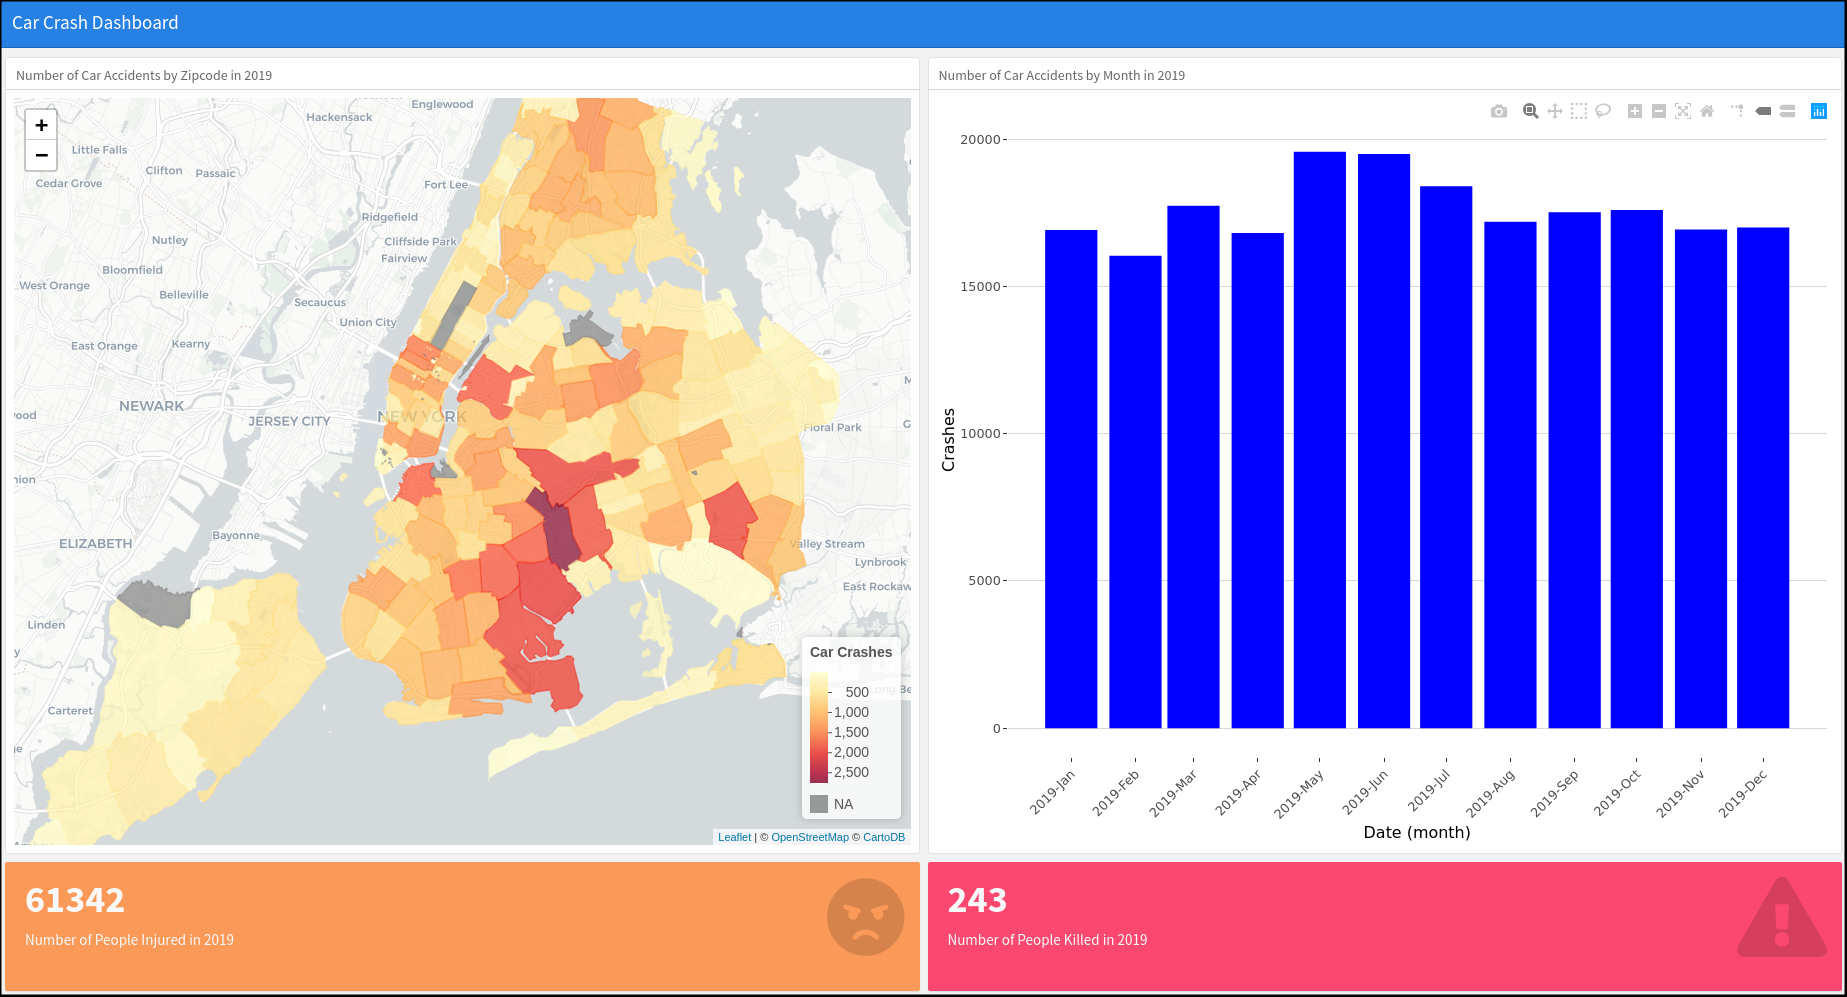 Car Crash Dashboard
Number of Car Accidents by Zipcode in 2019
+
−
Englewood
Hackensack
Little Falls
Clifton
Passaic
Cedar Grove
Fort Lee
Ridgefield
Nutley
Cliffside Park
Fairview
Bloomfield
West Orange
Belleville
Secaucus
Union City
East Orange
Kearny
NEWARK
JERSEY CITY
NEW YORK
Floral Park
ELIZABETH
Bayonne
Valley Stream
Lynbrook
East Rockaw
Linden
Carteret
Long Be
Car Crashes
500
1,000
1,500
2,000
2,500
NA
Leaflet | © OpenStreetMap © CartoDB
Number of Car Accidents by Month in 2019
20000
15000
10000
5000
0
Crashes
2019-Jan
2019-Feb
2019-Mar
2019-Apr
2019-May
2019-Jun
2019-Jul
2019-Aug
2019-Sep
2019-Oct
2019-Nov
2019-Dec
Date (month)
61342
Number of People Injured in 2019
243
Number of People Killed in 2019